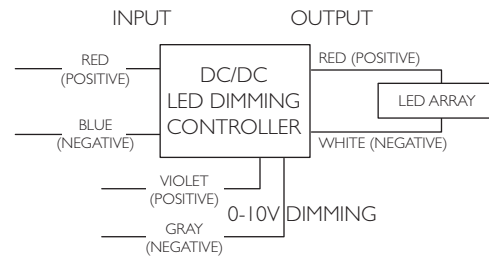 INPUT
OUTPUT
RED
(POSITIVE)
DC/DC
LED DIMMING
CONTROLLER
RED (POSITIVE)
LED ARRAY
BLUE
(NEGATIVE)
WHITE (NEGATIVE)
VIOLET
(POSITIVE)
0-10V DIMMING
GRAY
(NEGATIVE)